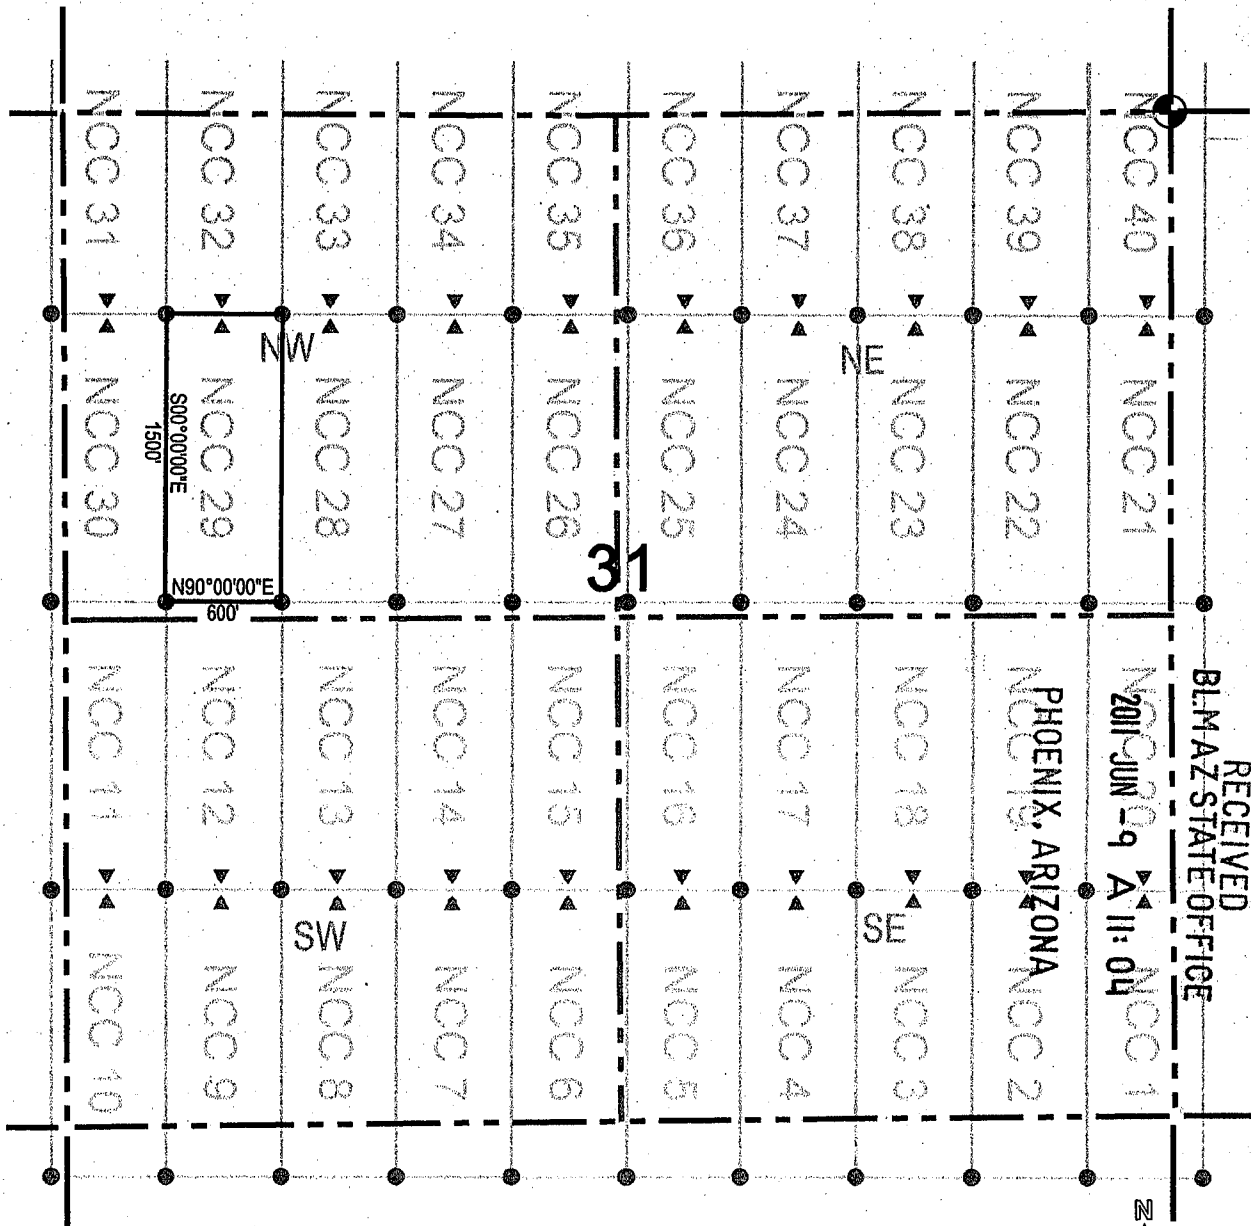 NCC 31
NCC 32
NCC 33
NCC 34
NCC 35
NCC 36
NCC 37
NCC 38
NCC 39
NCC 40
NW
NE
NCC 30
S00°00'00"E
1500'
NCC 29
NCC 28
NCC 27
NCC 26
NCC 25
NCC 24
NCC 23
NCC 22
NCC 21
N90°00'00"E
600'
31
NCC 11
NCC 12
NCC 13
NCC 14
NCC 15
NCC 16
NCC 17
NCC 18
NCC 19
NCC 20
RECEIVED
BLM AZ STATE OFFICE
2011 JUN -9 A 11: 04
PHOENIX, ARIZONA
SW
SE
NCC 10
NCC 9
NCC 8
NCC 7
NCC 6
NCC 5
NCC 4
NCC 3
NCC 2
NCC 1
N